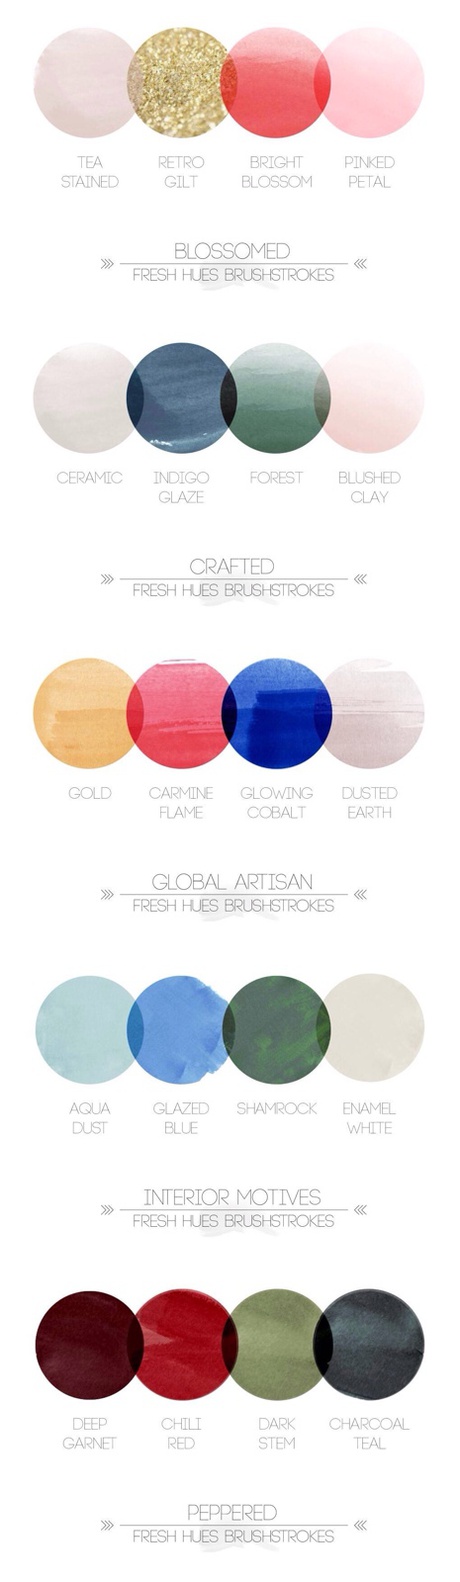 TEA STAINED
RETRO GILT
BRIGHT BLOSSOM
PINKED PETAL
BLOSSOMED
FRESH HUES BRUSHSTROKES
CERAMIC
INDIGO GLAZE
FOREST
BLUSHED CLAY
CRAFTED
FRESH HUES BRUSHSTROKES
GOLD
CARMINE FLAME
GLOWING COBALT
DUSTED EARTH
GLOBAL ARTISAN
FRESH HUES BRUSHSTROKES
AQUA DUST
GLAZED BLUE
SHAMROCK
ENAMEL WHITE
INTERIOR MOTIVES
FRESH HUES BRUSHSTROKES
DEEP GARNET
CHILI RED
DARK STEM
CHARCOAL TEAL
PEPPERED
FRESH HUES BRUSHSTROKES